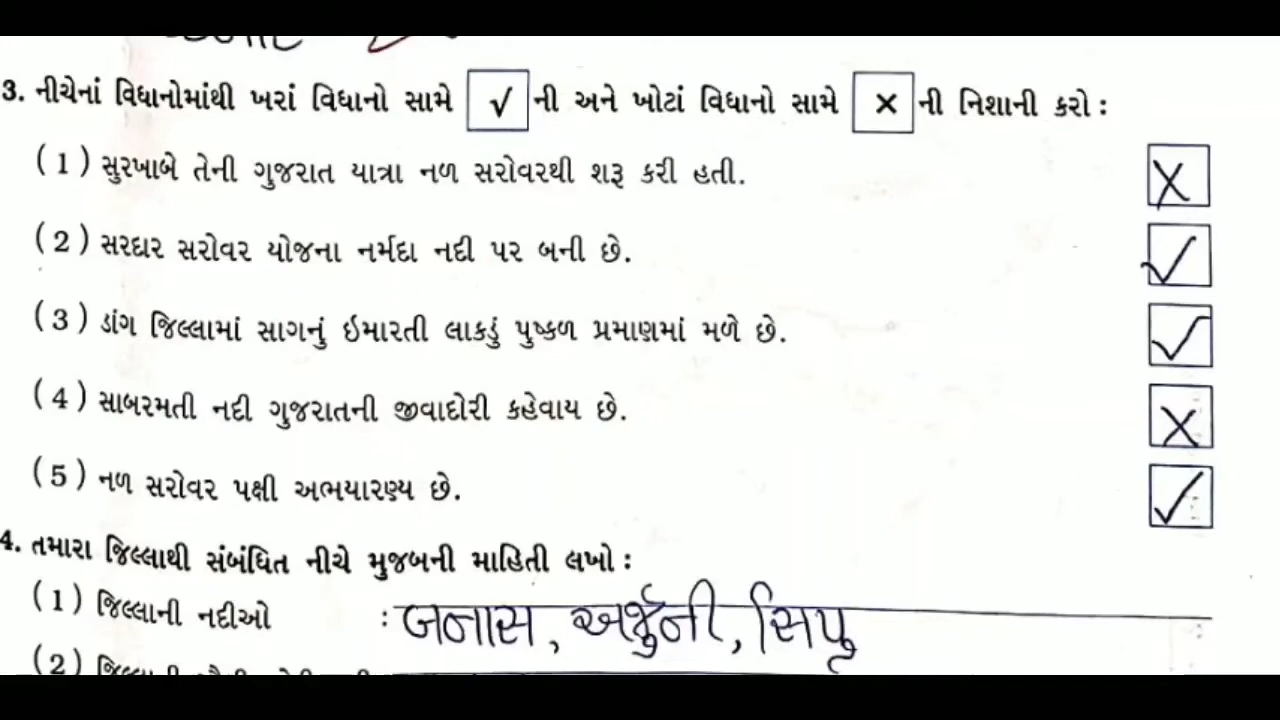 3. નીચેનાં વિધાનોમાંથી ખરાં વિધાનો સામે √ ની અને ખોટાં વિધાનો સામે × ની નિશાની કરો :
(1) સુરખાબે તેની ગુજરાત યાત્રા નળ સરોવરથી શરૂ કરી હતી. ×
(2) સરદાર સરોવર યોજના નર્મદા નદી પર બની છે. ✓
(3) ડાંગ જિલ્લામાં સાગનું ઇમારતી લાકડું પુષ્કળ પ્રમાણમાં મળે છે. ✓
(4) સાબરમતી નદી ગુજરાતની જીવાદોરી કહેવાય છે. ×
(5) નળ સરોવર પક્ષી અભયારણ્ય છે. ✓
4. તમારા જિલ્લાથી સંબંધિત નીચે મુજબની માહિતી લખો :
(1) જિલ્લાની નદીઓ : બનાસ, અર્જુની, સિપુ
(2)